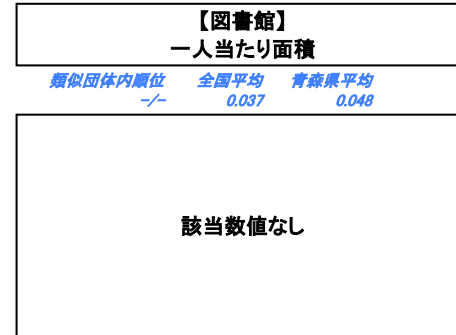 【図書館】
一人当たり面積
類似団体内順位 全国平均 青森県平均
-/- 0.037 0.048
該当数値なし